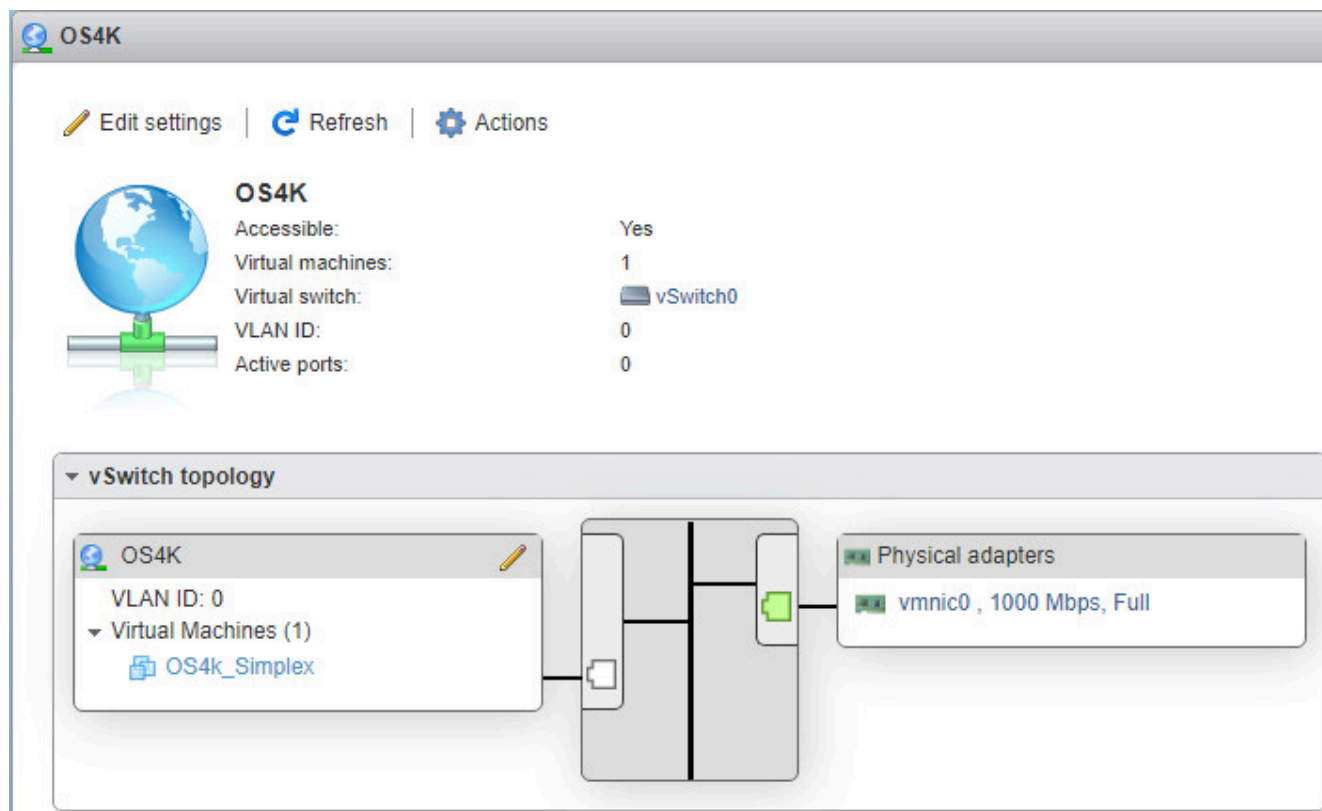 OS4K
Edit settings Refresh Actions
OS4K
Accessible: Yes
Virtual machines: 1
Virtual switch: vSwitch0
VLAN ID: 0
Active ports: 0
vSwitch topology
OS4K
VLAN ID: 0
Virtual Machines (1)
OS4k_Simplex
Physical adapters
vmnic0 , 1000 Mbps, Full